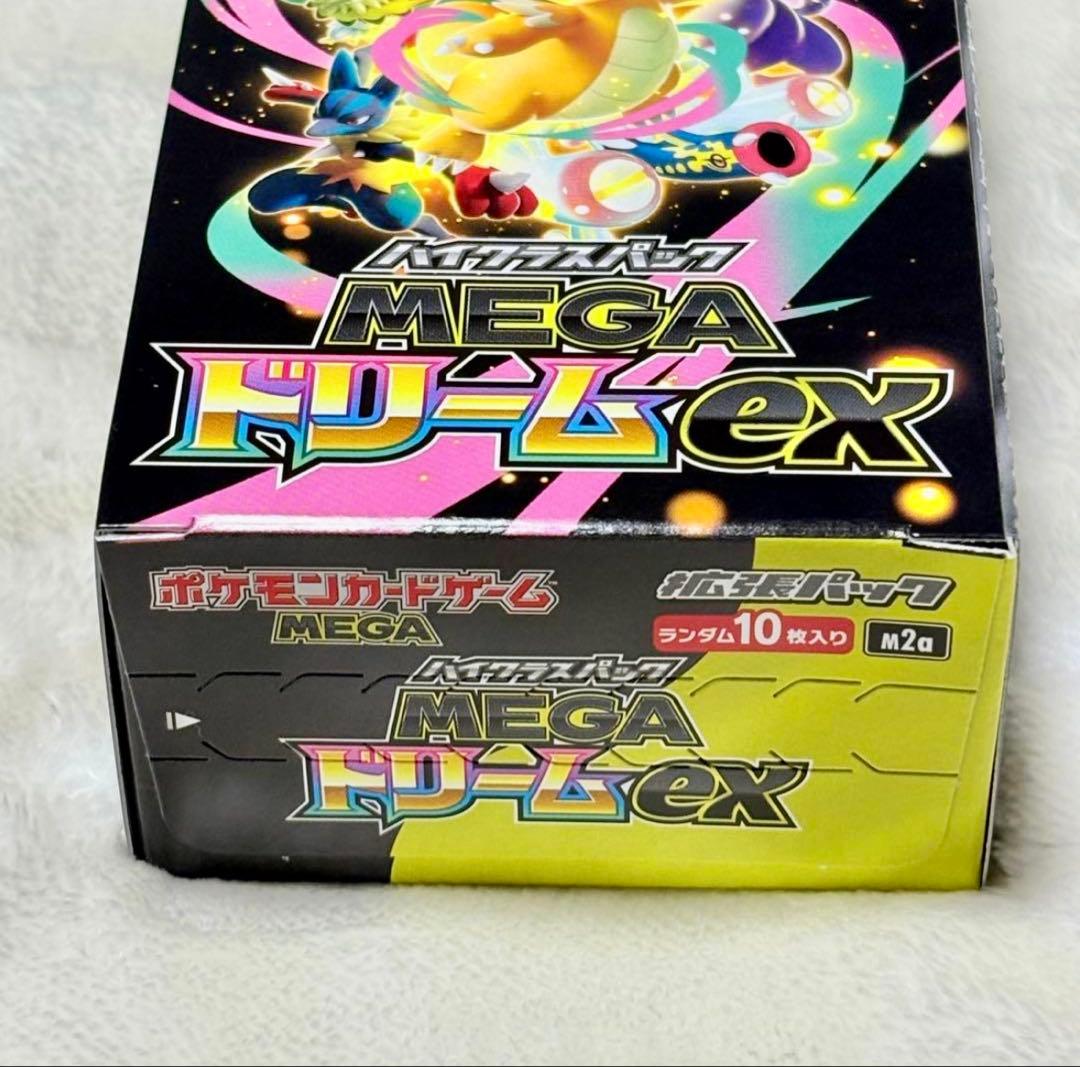 ハイクラスパック
MEGA
ドリームex
ポケモンカードゲーム™
MEGA
拡張パック
ランダム10枚入り
M2a
ハイクラスパック
MEGA
ドリームex